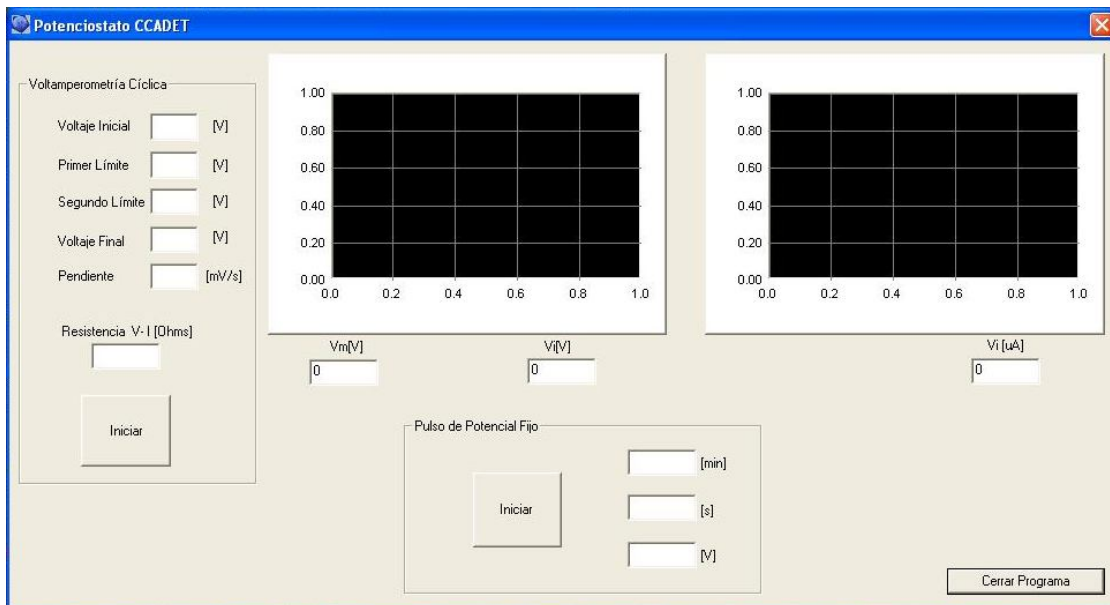 Potenciostato CCADET
Voltamperometría Cíclica
Voltaje Inicial [V]
Primer Límite [V]
Segundo Límite [V]
Voltaje Final [V]
Pendiente [mV/s]
Resistencia V- I [Ohms]
Iniciar
1.00
0.80
0.60
0.40
0.20
0.00
0.0 0.2 0.4 0.6 0.8 1.0
Vm[V] Vi[V]
0 0
1.00
0.80
0.60
0.40
0.20
0.00
0.0 0.2 0.4 0.6 0.8 1.0
Vi [uA]
0
Pulso de Potencial Fijo
Iniciar
[min]
[s]
[V]
Cerrar Programa